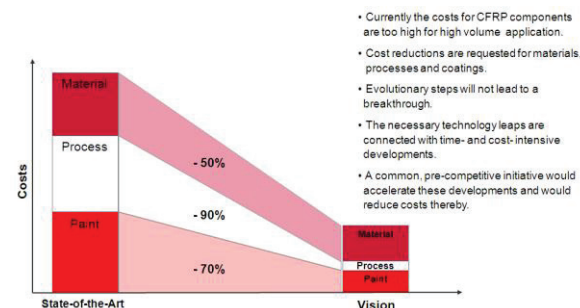 • Currently the costs for CFRP components
are too high for high volume application.
• Cost reductions are requested for materials,
processes and coatings.
• Evolutionary steps will not lead to a
breakthrough.
• The necessary technology leaps are
connected with time- and cost- intensive
developments.
• A common, pre-competitive initiative would
accelerate these developments and would
reduce costs thereby.
Costs
Material
Process
Paint
- 50%
- 90%
- 70%
Material
Process
Paint
State-of-the-Art
Vision